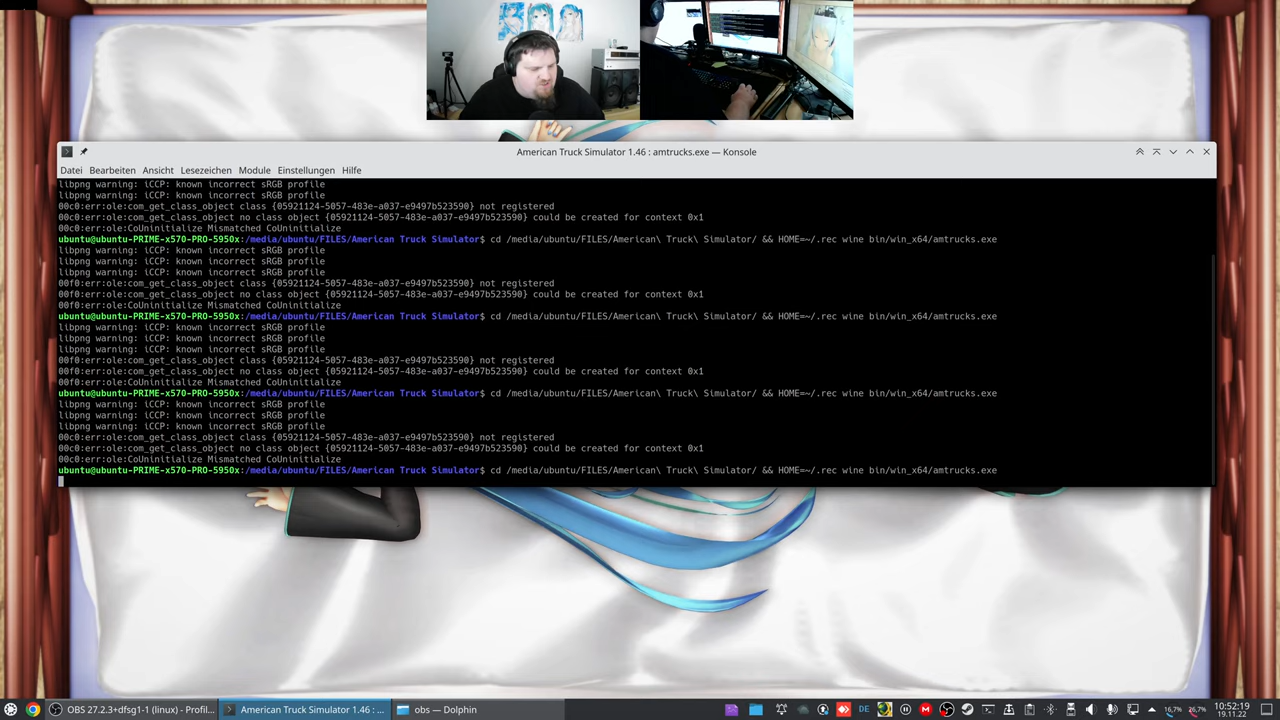 American Truck Simulator 1.46 : amtrucks.exe — Konsole
Datei Bearbeiten Ansicht Lesezeichen Module Einstellungen Hilfe
libpng warning: iCCP: known incorrect sRGB profile
libpng warning: iCCP: known incorrect sRGB profile
00c0:err:ole:com_get_class_object class {05921124-5057-483e-a037-e9497b523590} not registered
00c0:err:ole:com_get_class_object no class object {05921124-5057-483e-a037-e9497b523590} could be created for context 0x1
00c0:err:ole:CoUninitialize Mismatched CoUninitialize
ubuntu@ubuntu-PRIME-x570-PRO-5950x:/media/ubuntu/FILES/American Truck Simulator$ cd /media/ubuntu/FILES/American\ Truck\ Simulator/ && HOME=~/.rec wine bin/win_x64/amtrucks.exe
libpng warning: iCCP: known incorrect sRGB profile
libpng warning: iCCP: known incorrect sRGB profile
libpng warning: iCCP: known incorrect sRGB profile
00f0:err:ole:com_get_class_object class {05921124-5057-483e-a037-e9497b523590} not registered
00f0:err:ole:com_get_class_object no class object {05921124-5057-483e-a037-e9497b523590} could be created for context 0x1
00f0:err:ole:CoUninitialize Mismatched CoUninitialize
ubuntu@ubuntu-PRIME-x570-PRO-5950x:/media/ubuntu/FILES/American Truck Simulator$ cd /media/ubuntu/FILES/American\ Truck\ Simulator/ && HOME=~/.rec wine bin/win_x64/amtrucks.exe
libpng warning: iCCP: known incorrect sRGB profile
libpng warning: iCCP: known incorrect sRGB profile
libpng warning: iCCP: known incorrect sRGB profile
00f0:err:ole:com_get_class_object class {05921124-5057-483e-a037-e9497b523590} not registered
00f0:err:ole:com_get_class_object no class object {05921124-5057-483e-a037-e9497b523590} could be created for context 0x1
00f0:err:ole:CoUninitialize Mismatched CoUninitialize
ubuntu@ubuntu-PRIME-x570-PRO-5950x:/media/ubuntu/FILES/American Truck Simulator$ cd /media/ubuntu/FILES/American\ Truck\ Simulator/ && HOME=~/.rec wine bin/win_x64/amtrucks.exe
libpng warning: iCCP: known incorrect sRGB profile
libpng warning: iCCP: known incorrect sRGB profile
libpng warning: iCCP: known incorrect sRGB profile
00c0:err:ole:com_get_class_object class {05921124-5057-483e-a037-e9497b523590} not registered
00c0:err:ole:com_get_class_object no class object {05921124-5057-483e-a037-e9497b523590} could be created for context 0x1
00c0:err:ole:CoUninitialize Mismatched CoUninitialize
ubuntu@ubuntu-PRIME-x570-PRO-5950x:/media/ubuntu/FILES/American Truck Simulator$ cd /media/ubuntu/FILES/American\ Truck\ Simulator/ && HOME=~/.rec wine bin/win_x64/amtrucks.exe
OBS 27.2.3+dfsg1-1 (linux) - Profil... American Truck Simulator 1.46 : ... obs — Dolphin DE 16,7% 26,7% 10:52:19
19.11.22